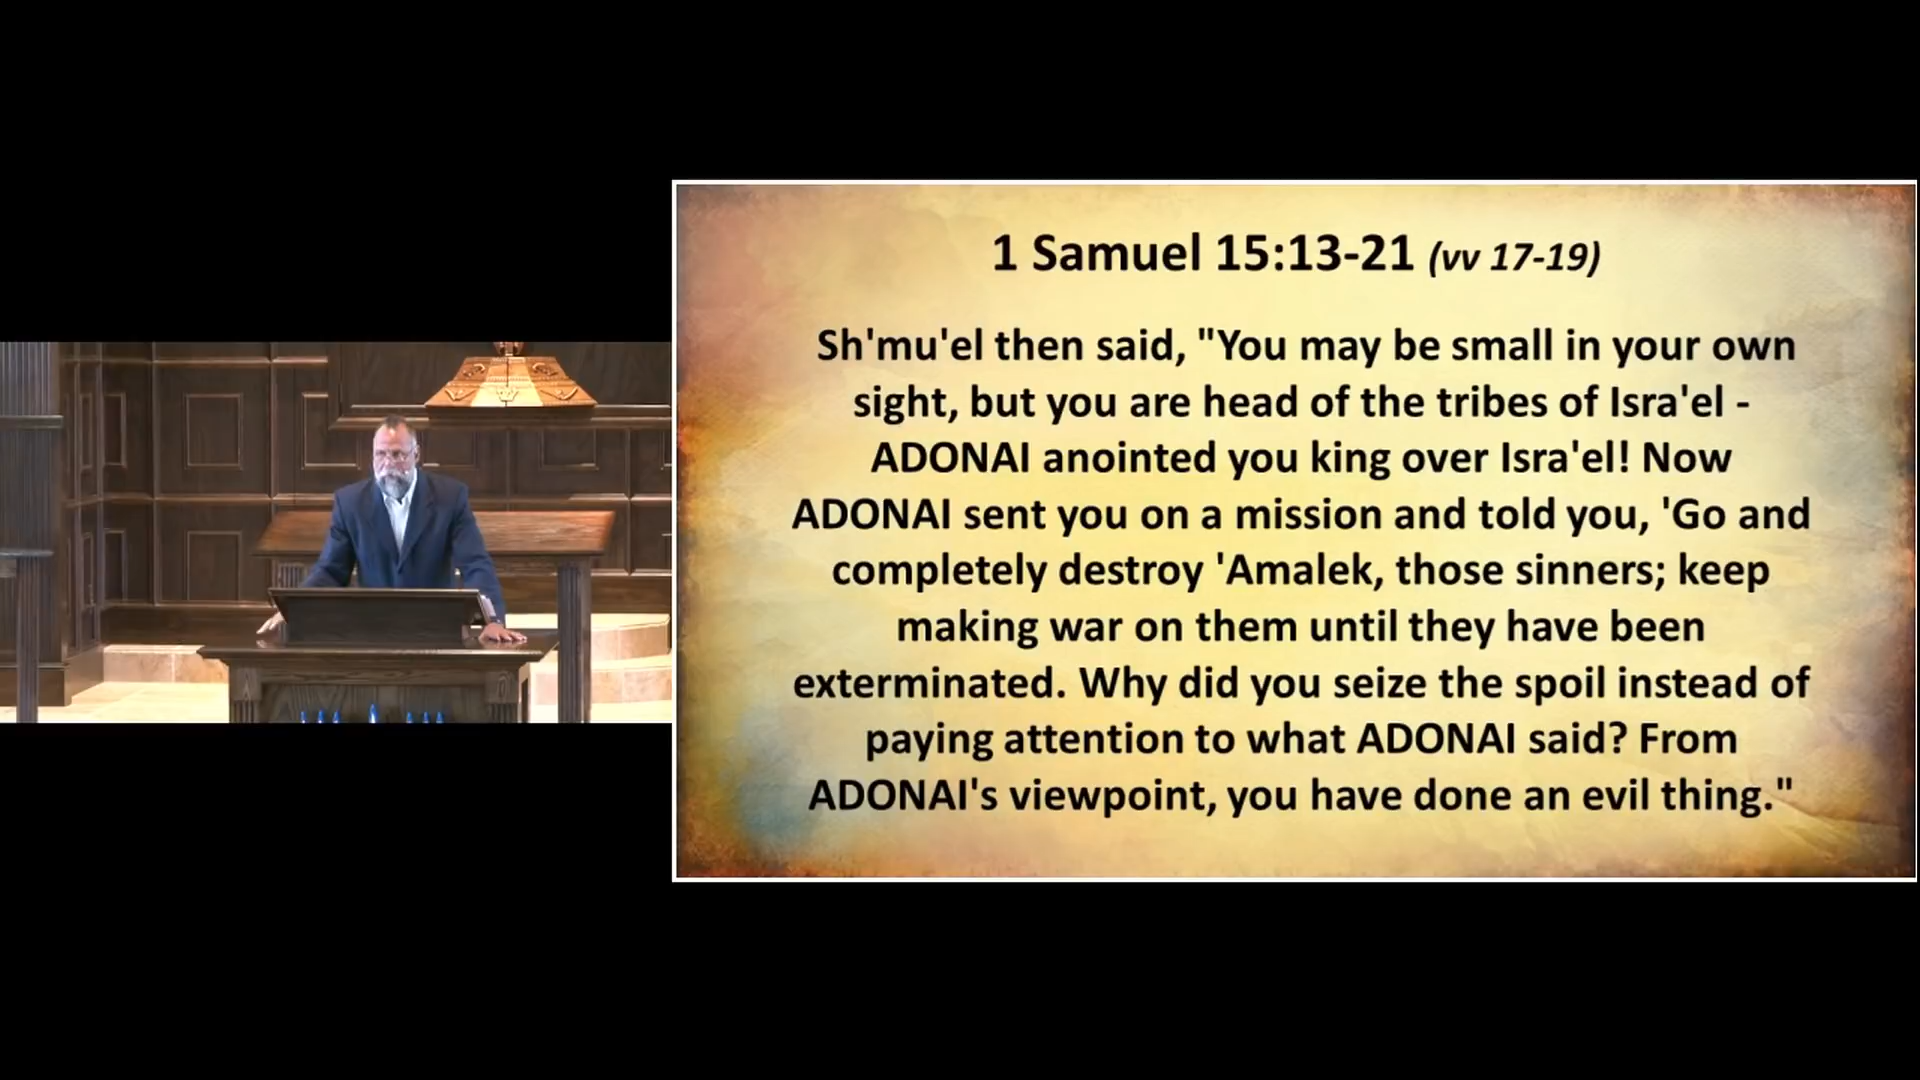 1 Samuel 15:13-21 (vv 17-19)
Sh'mu'el then said, "You may be small in your own
sight, but you are head of the tribes of Isra'el -
ADONAI anointed you king over Isra'el! Now
ADONAI sent you on a mission and told you, 'Go and
completely destroy 'Amalek, those sinners; keep
making war on them until they have been
exterminated. Why did you seize the spoil instead of
paying attention to what ADONAI said? From
ADONAI's viewpoint, you have done an evil thing."